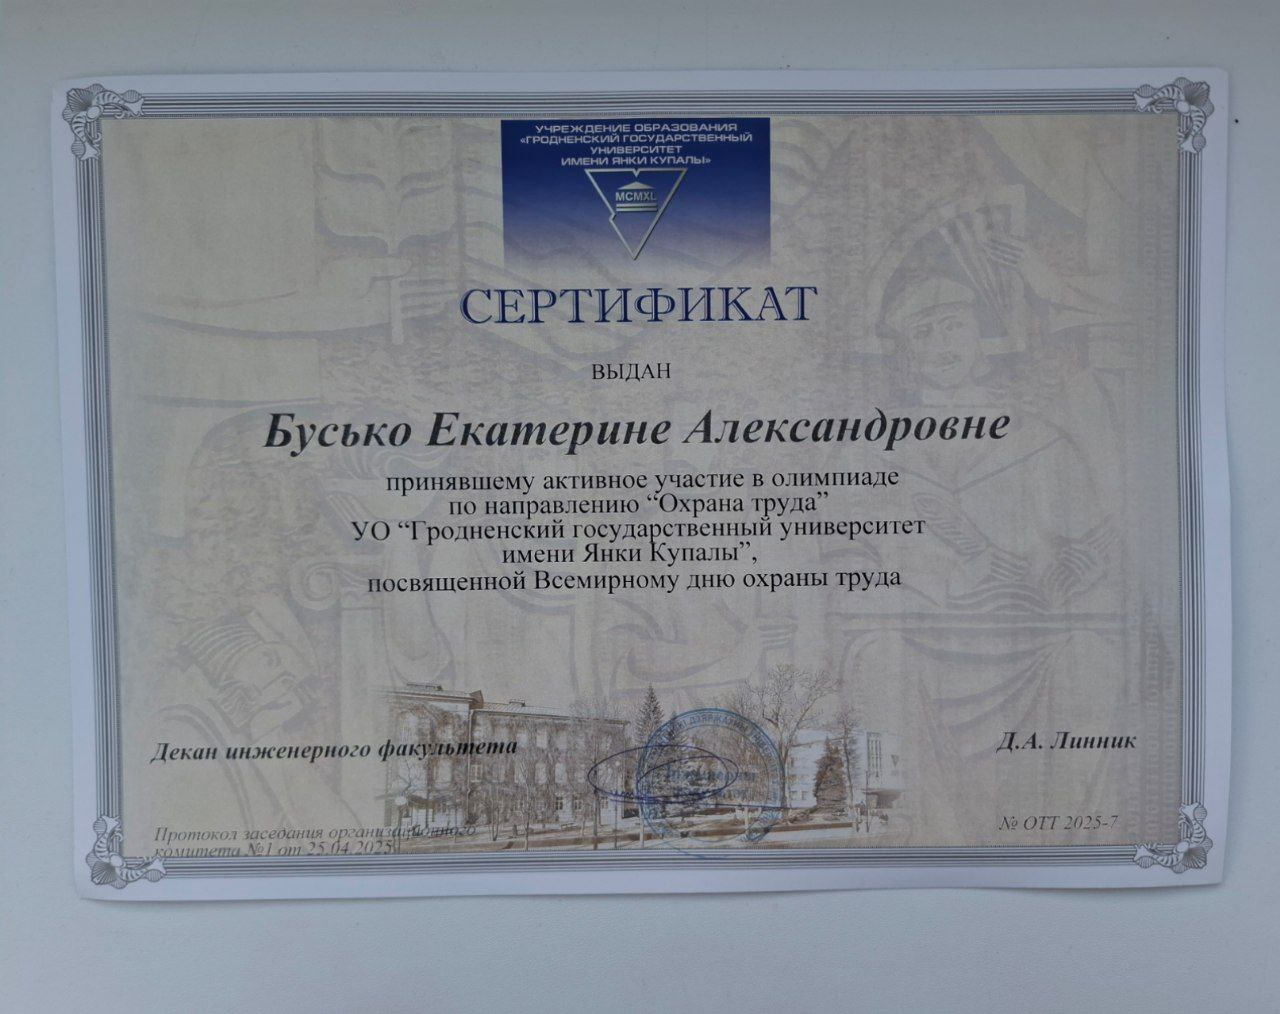 УЧРЕЖДЕНИЕ ОБРАЗОВАНИЯ
«ГРОДНЕНСКИЙ ГОСУДАРСТВЕННЫЙ
УНИВЕРСИТЕТ
ИМЕНИ ЯНКИ КУПАЛЫ»
MCMXL
СЕРТИФИКАТ
ВЫДАН
Бусько Екатерине Александровне
принявшему активное участие в олимпиаде
по направлению “Охрана труда”
УО “Гродненский государственный университет
имени Янки Купалы”,
посвященной Всемирному дню охраны труда
Декан инженерного факультета
Д.А. Линник
Протокол заседания организационного
комитета №1 от 25.04.2025
№ ОТТ 2025-7